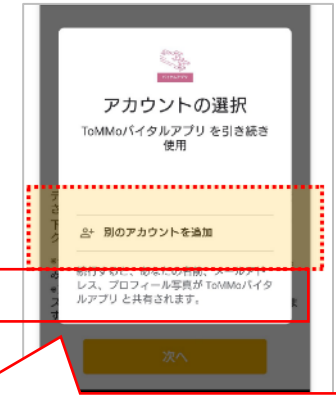 アカウントの選択
ToMMoバイタルアプリ を引き続き
使用
別のアカウントを追加
続行すると、あなたの名前、メールアド
レス、プロフィール写真が ToMMoバイタ
ルアプリ と共有されます。
次へ